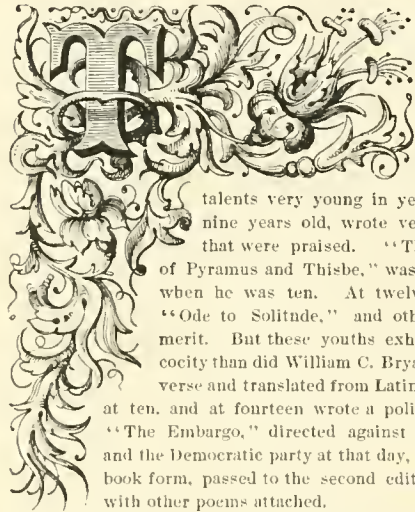 T
talents very young in ye
nine years old, wrote ve
that were praised. “T
of Pyramus and Thisbe,” was
when he was ten. At twelv
“Ode to Solitnde,” and oth
merit. But these youths exh
cocity than did William C. Brya
verse and translated from Latin
at ten. and at fourteen wrote a poli
“The Embargo,” directed against
and the Democratic party at that day,
book form, passed to the second edit
with other poems attached.